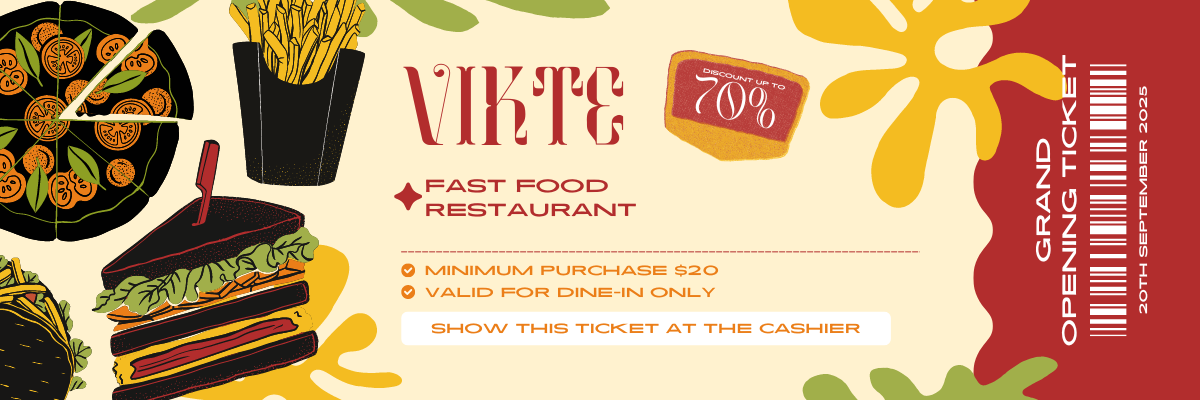 VIKTE
DISCOUNT UP TO
70%
FAST FOOD
RESTAURANT
MINIMUM PURCHASE $20
VALID FOR DINE-IN ONLY
SHOW THIS TICKET AT THE CASHIER
GRAND
OPENING TICKET
20TH SEPTEMBER 2025